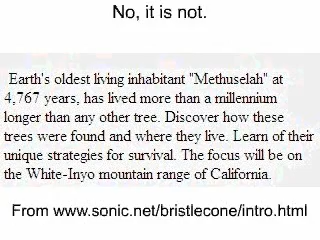 No, it is not.
Earth's oldest living inhabitant "Methuselah" at
4,767 years, has lived more than a millennium
longer than any other tree. Discover how these
trees were found and where they live. Learn of their
unique strategies for survival. The focus will be on
the White-Inyo mountain range of California.
From www.sonic.net/bristlecone/intro.html